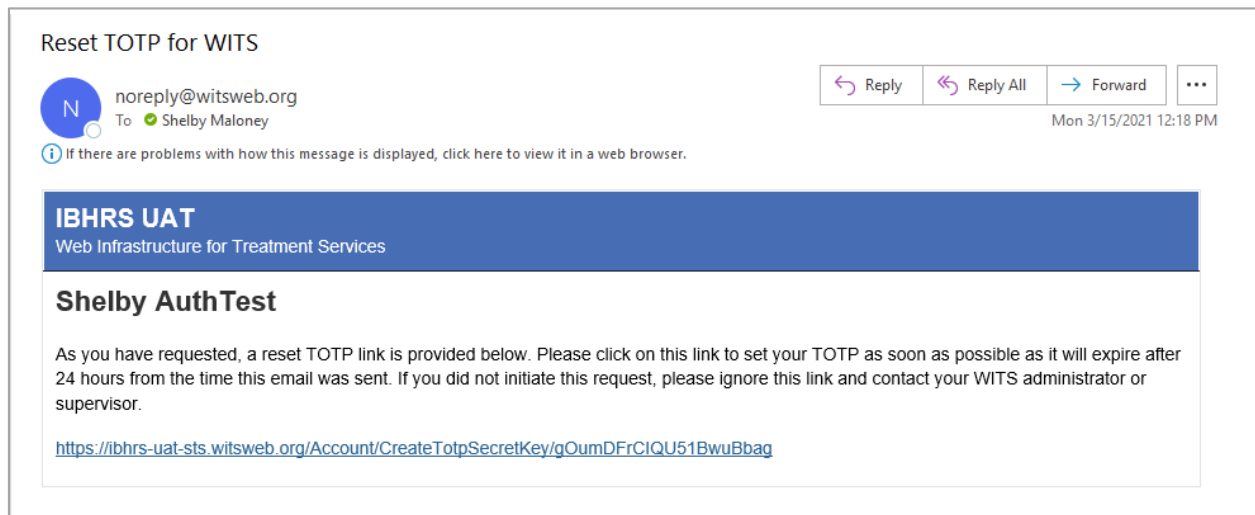 Reset TOTP for WITS
N
noreply@witsweb.org
To Shelby Maloney
Reply
Reply All
Forward
...
Mon 3/15/2021 12:18 PM
If there are problems with how this message is displayed, click here to view it in a web browser.
IBHRS UAT
Web Infrastructure for Treatment Services
Shelby AuthTest
As you have requested, a reset TOTP link is provided below. Please click on this link to set your TOTP as soon as possible as it will expire after
24 hours from the time this email was sent. If you did not initiate this request, please ignore this link and contact your WITS administrator or
supervisor.
https://ibhrs-uat-sts.witsweb.org/Account/CreateTotpSecretKey/gOumDFrCIQU51BwuBbag